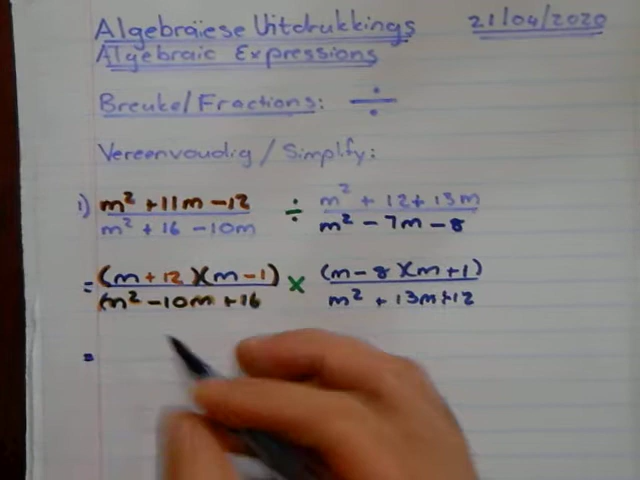 Algebraïese Uitdrukkings 21/04/2020
Algebraic Expressions
Breuke/Fractions: ÷
Vereenvoudig / Simplify:
1) m² + 11m - 12 ÷ m² + 12 + 13m
m² + 16 - 10m m² - 7m - 8
= (m + 12)(m - 1) × (m - 8)(m + 1)
(m² - 10m + 16 m² + 13m + 12
=